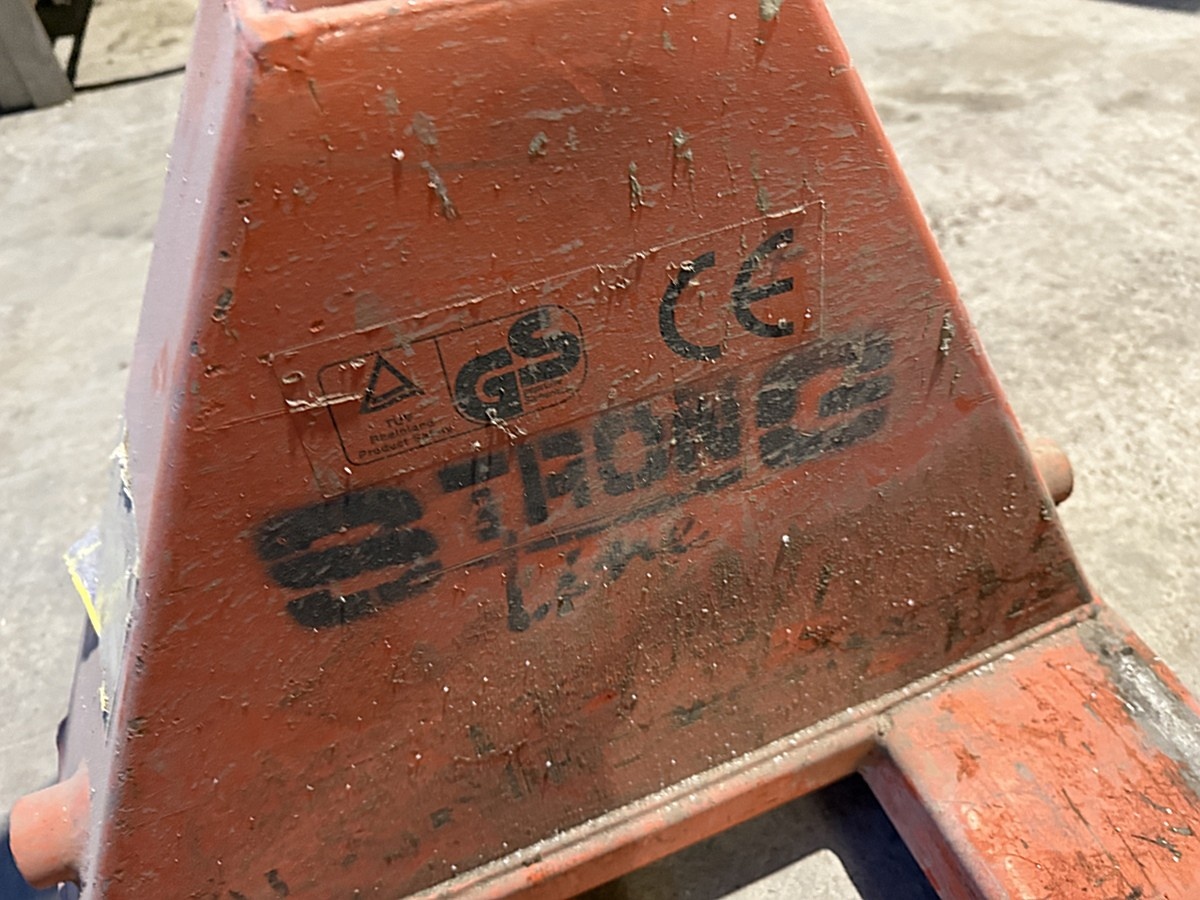 TÜV
Rheinland
Product Safety
GS
CE
STRONG
Line